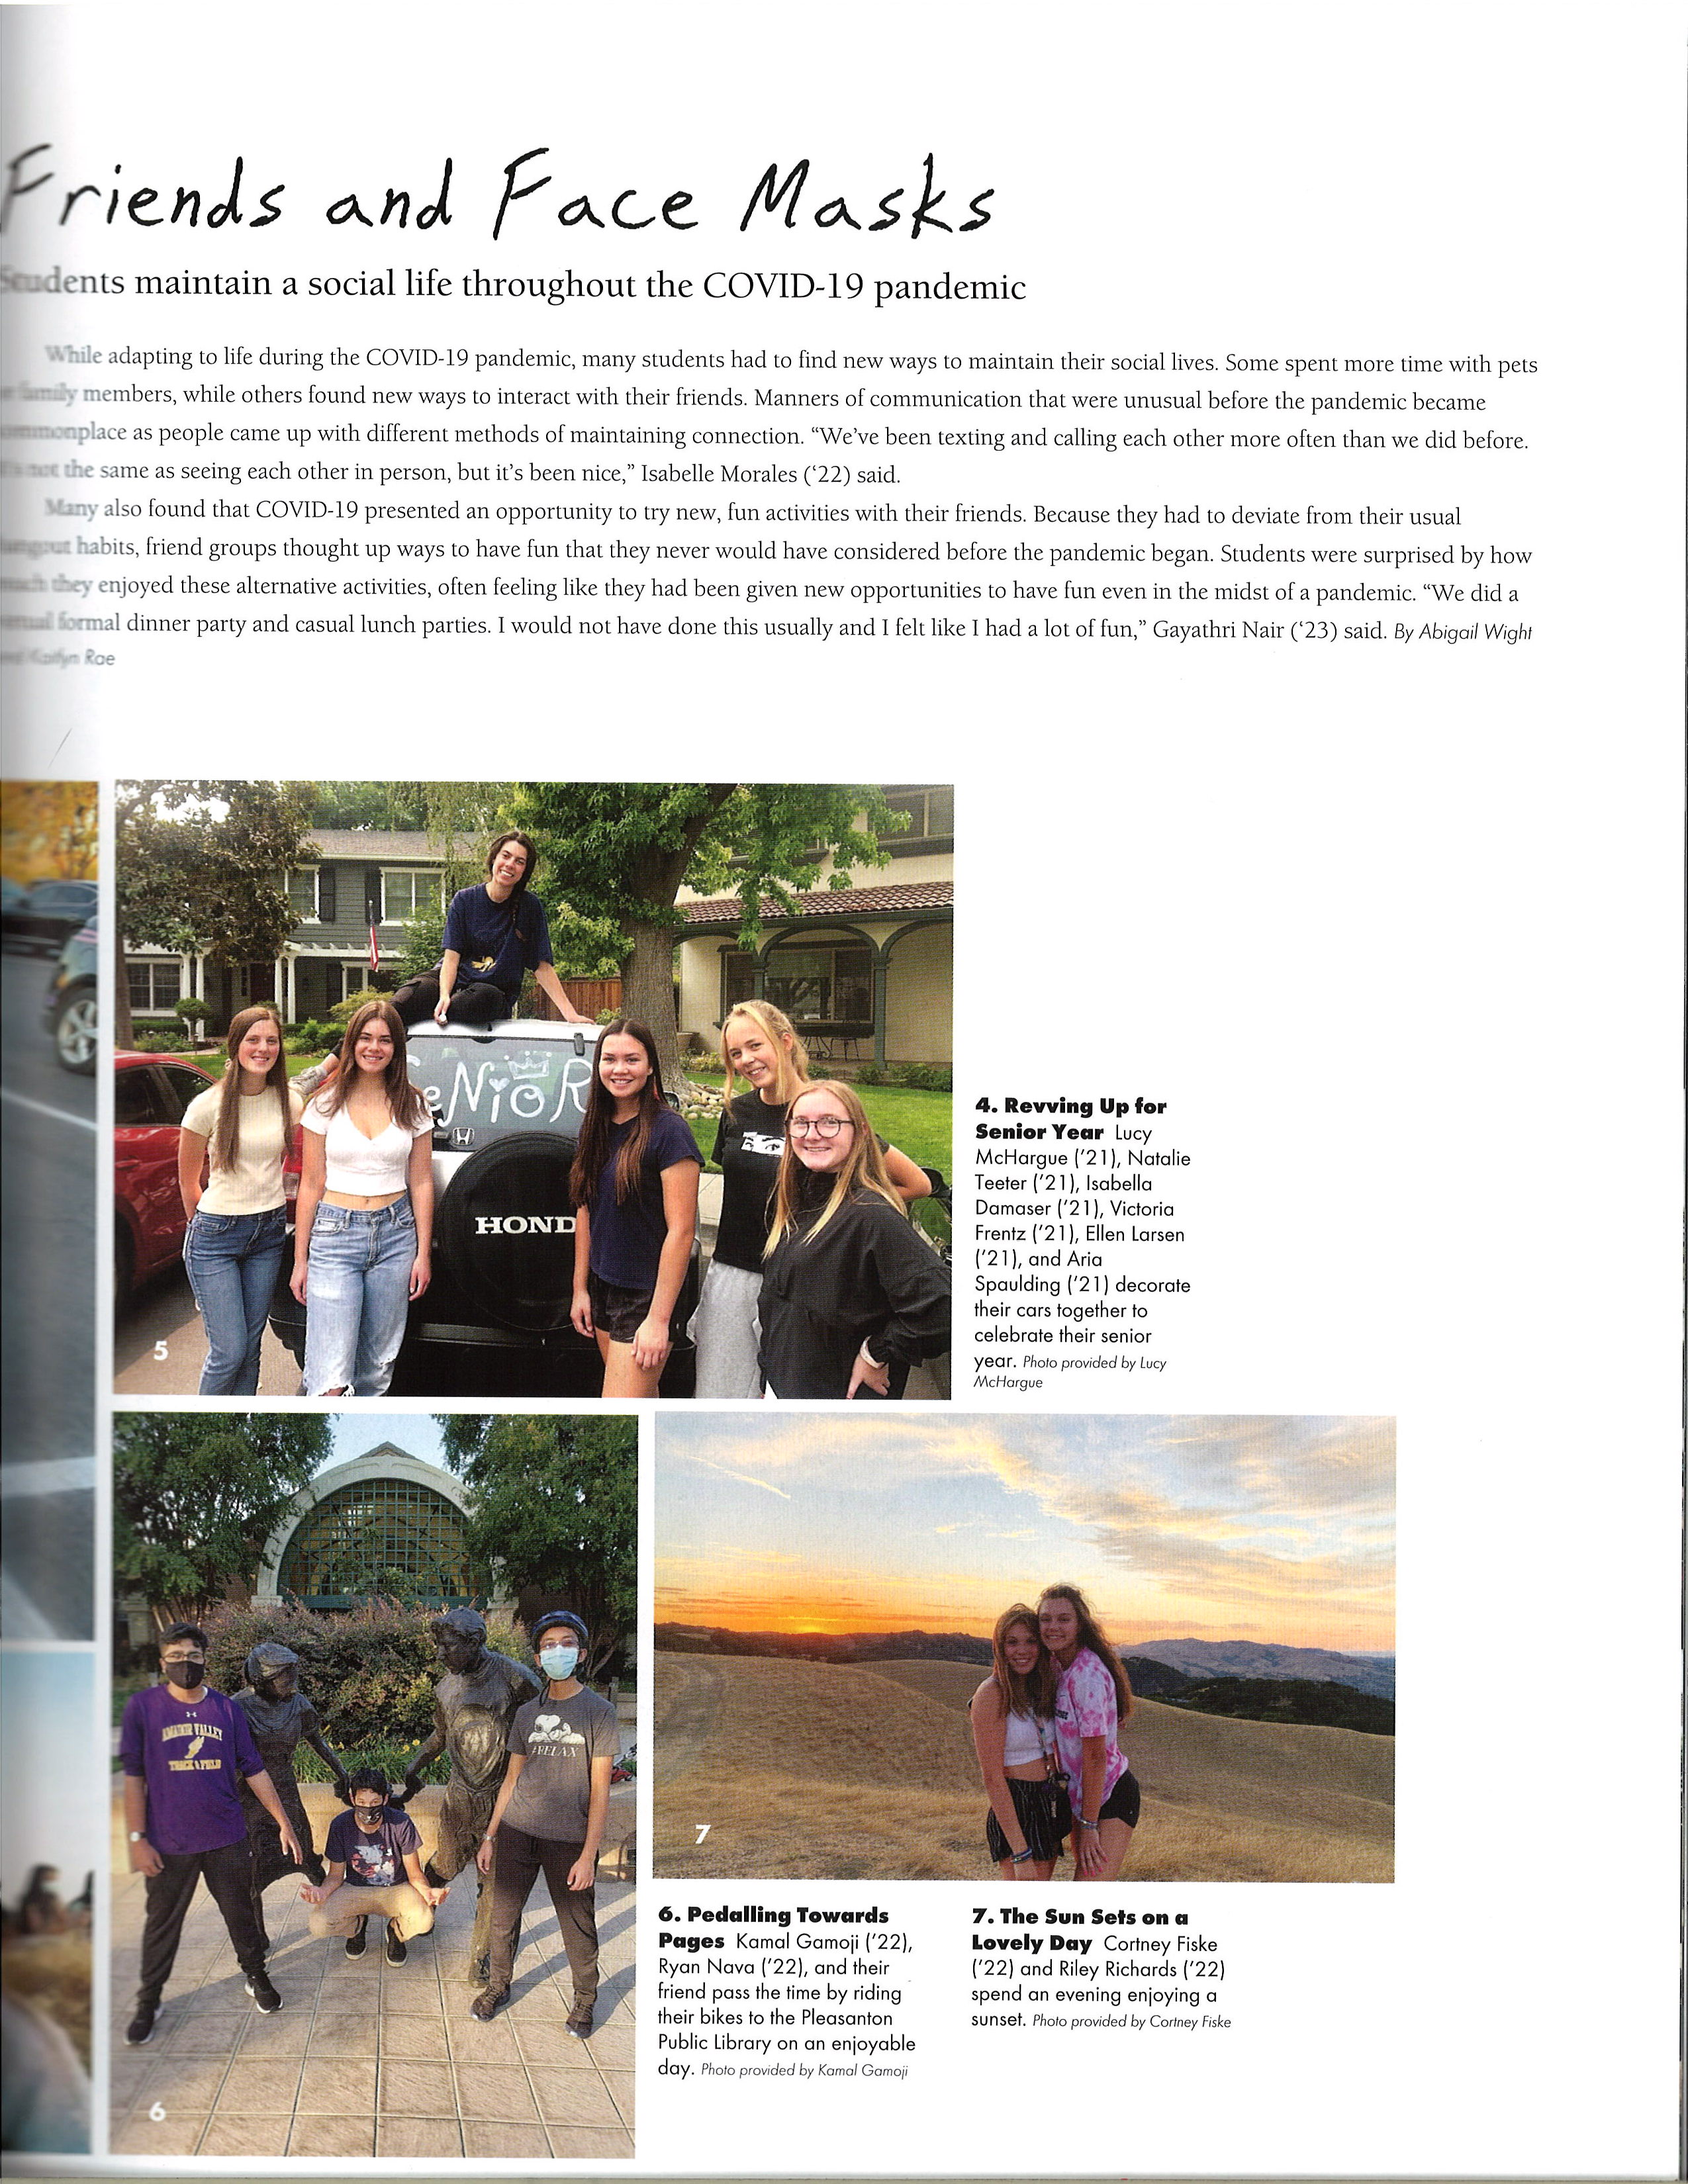 Friends and Face Masks
Students maintain a social life throughout the COVID-19 pandemic
While adapting to life during the COVID-19 pandemic, many students had to find new ways to maintain their social lives. Some spent more time with pets
family members, while others found new ways to interact with their friends. Manners of communication that were unusual before the pandemic became
commonplace as people came up with different methods of maintaining connection. “We’ve been texting and calling each other more often than we did before.
It’s not the same as seeing each other in person, but it’s been nice,” Isabelle Morales (‘22) said.
Many also found that COVID-19 presented an opportunity to try new, fun activities with their friends. Because they had to deviate from their usual
hangout habits, friend groups thought up ways to have fun that they never would have considered before the pandemic began. Students were surprised by how
much they enjoyed these alternative activities, often feeling like they had been given new opportunities to have fun even in the midst of a pandemic. “We did a
formal dinner party and casual lunch parties. I would not have done this usually and I felt like I had a lot of fun,” Gayathri Nair (‘23) said. By Abigail Wight
Kaitlyn Rae
SeNioR
HOND
5
4. Revving Up for
Senior Year Lucy
McHargue (’21), Natalie
Teeter (’21), Isabella
Damaser (’21), Victoria
Frentz (’21), Ellen Larsen
(’21), and Aria
Spaulding (’21) decorate
their cars together to
celebrate their senior
year. Photo provided by Lucy
McHargue
AMADOR VALLEY
TRACK & FIELD
#RELAX
6
7
6. Pedalling Towards
Pages Kamal Gamoji (’22),
Ryan Nava (’22), and their
friend pass the time by riding
their bikes to the Pleasanton
Public Library on an enjoyable
day. Photo provided by Kamal Gamoji
7. The Sun Sets on a
Lovely Day Cortney Fiske
(’22) and Riley Richards (’22)
spend an evening enjoying a
sunset. Photo provided by Cortney Fiske